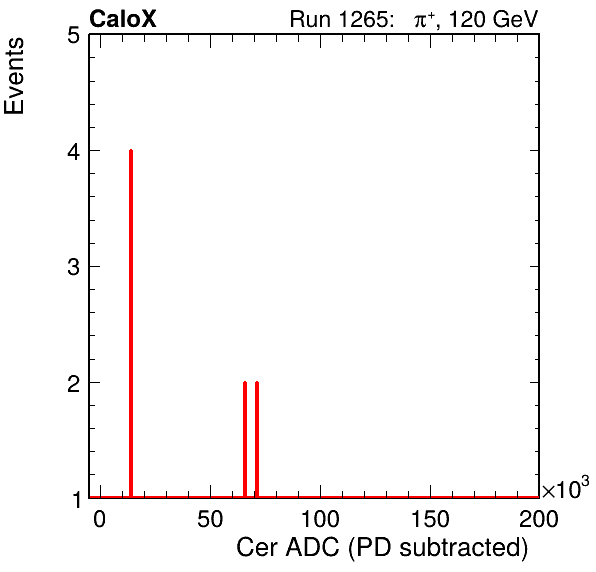 CaloX Run 1265: π⁺, 120 GeV
Events
5
4
3
2
1
0 50 100 150 200
×10³
Cer ADC (PD subtracted)